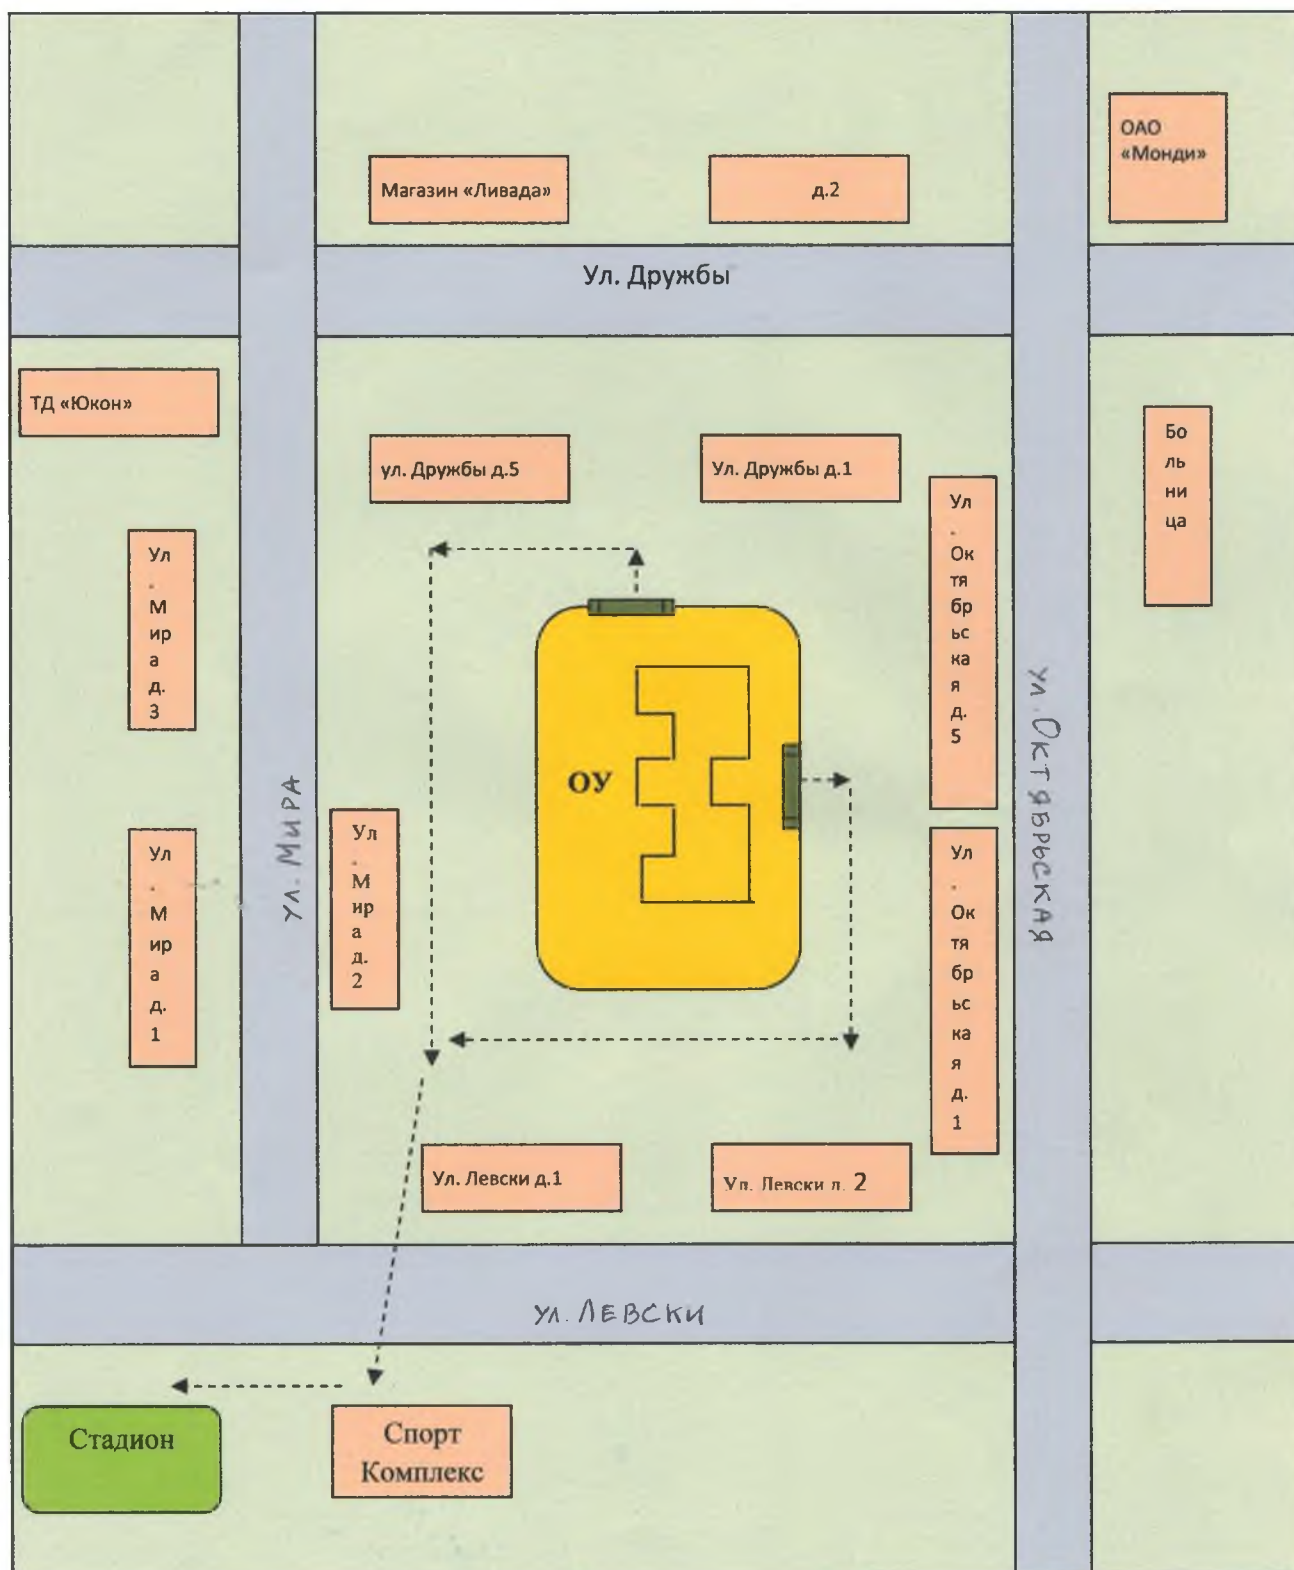 ОАО
«Монди»
Магазин «Ливада»
д.2
Ул. Дружбы
ТД «Юкон»
ул. Дружбы д.5
Ул. Дружбы д.1
Бо
ль
ни
ца
Ул
.
Ок
тя
бр
ьс
ка
я
д.
5
Ул
.
М
ир
а
д.
3
ул. Октябрьская
ОУ
ул. Мира
Ул
.
М
ир
а
д.
2
Ул
.
М
ир
а
д.
1
Ул
.
Ок
тя
бр
ьс
ка
я
д.
1
Ул. Левски д.1
Ул. Левски д. 2
ул. Левски
Стадион
Спорт
Комплекс